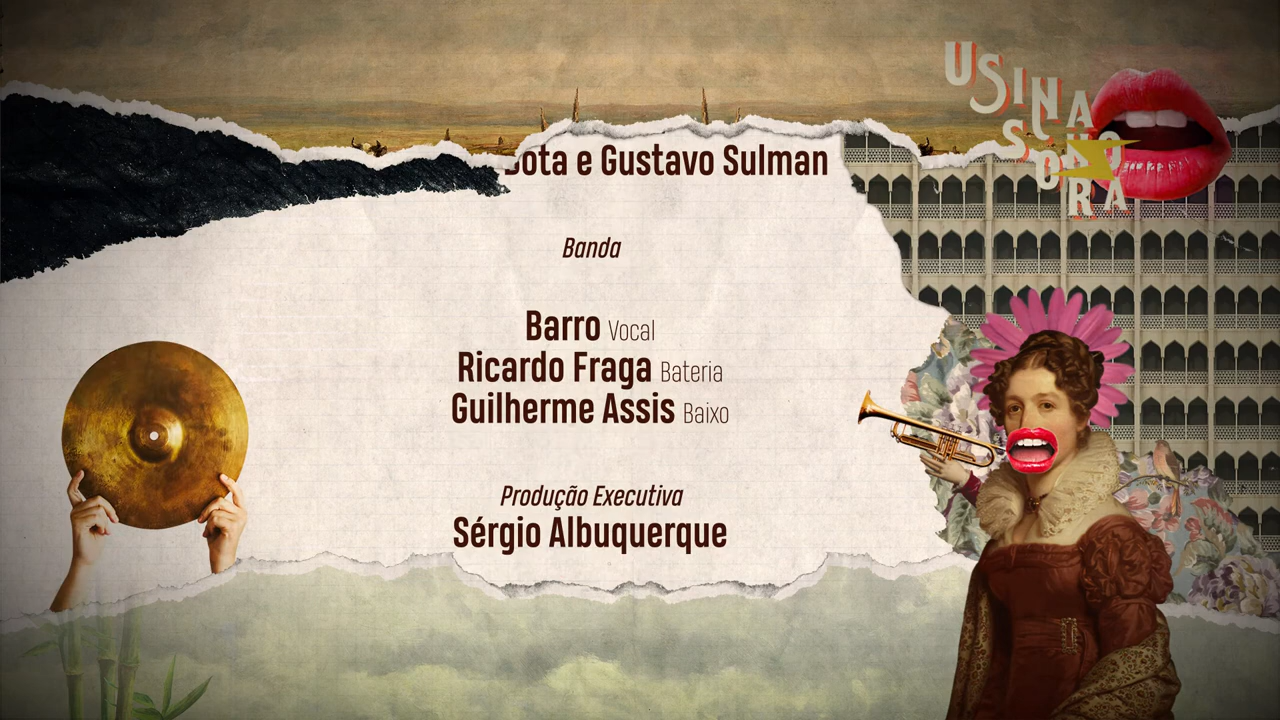 USINA
SONORA
e Gustavo Sulman
Banda
Barro Vocal
Ricardo Fraga Bateria
Guilherme Assis Baixo
Produção Executiva
Sérgio Albuquerque